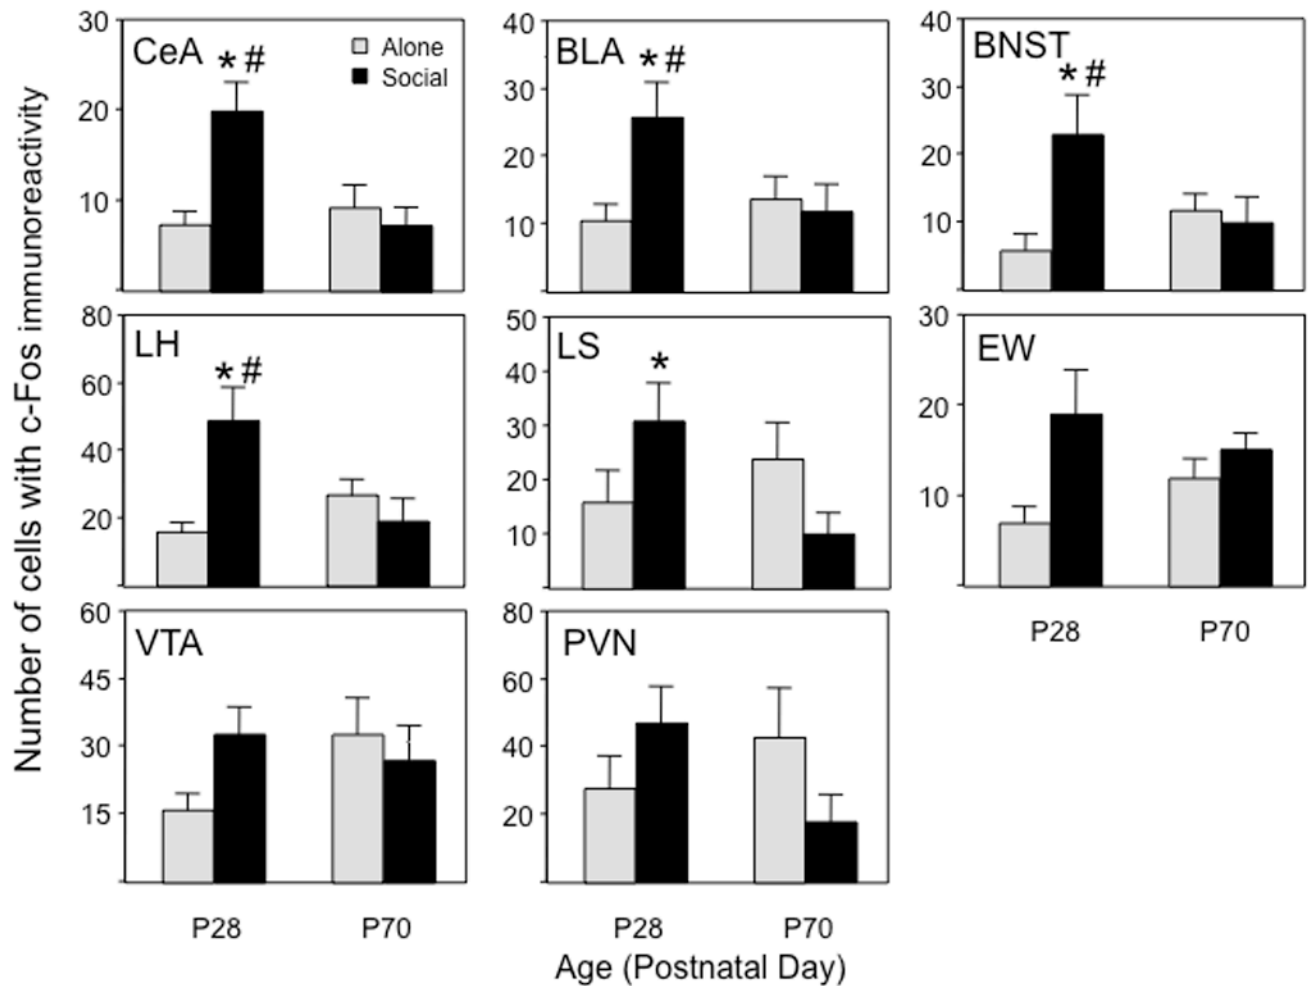 Number of cells with c-Fos immunoreactivity
30
20
10
CeA
*#
Alone
Social
40
30
20
10
BLA
*#
40
30
20
10
BNST
*#
80
60
40
20
LH
*#
50
40
30
20
10
LS
*
30
20
10
EW
P28 P70
60
45
30
15
VTA
P28 P70
80
60
40
20
PVN
P28 P70
Age (Postnatal Day)